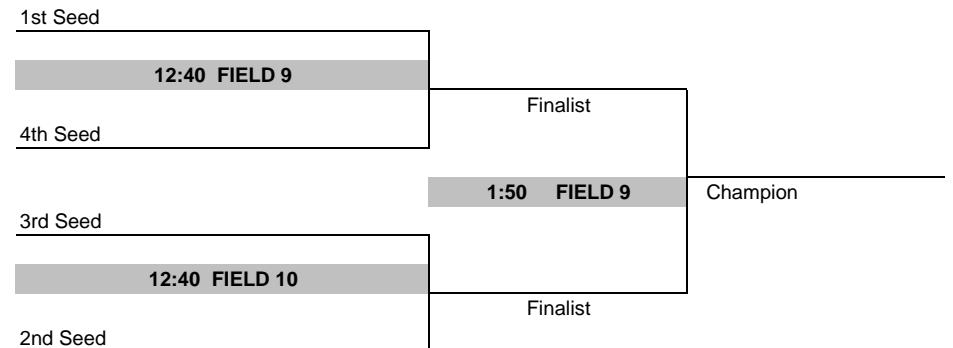 1st Seed
12:40 FIELD 9
Finalist
4th Seed
1:50 FIELD 9
Champion
3rd Seed
12:40 FIELD 10
Finalist
2nd Seed